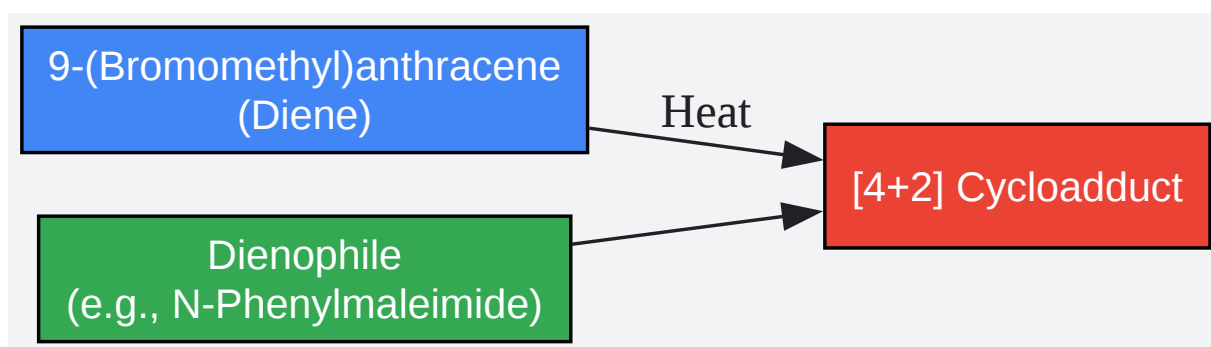 9-(Bromomethyl)anthracene
(Diene)
Heat
[4+2] Cycloadduct
Dienophile
(e.g., N-Phenylmaleimide)